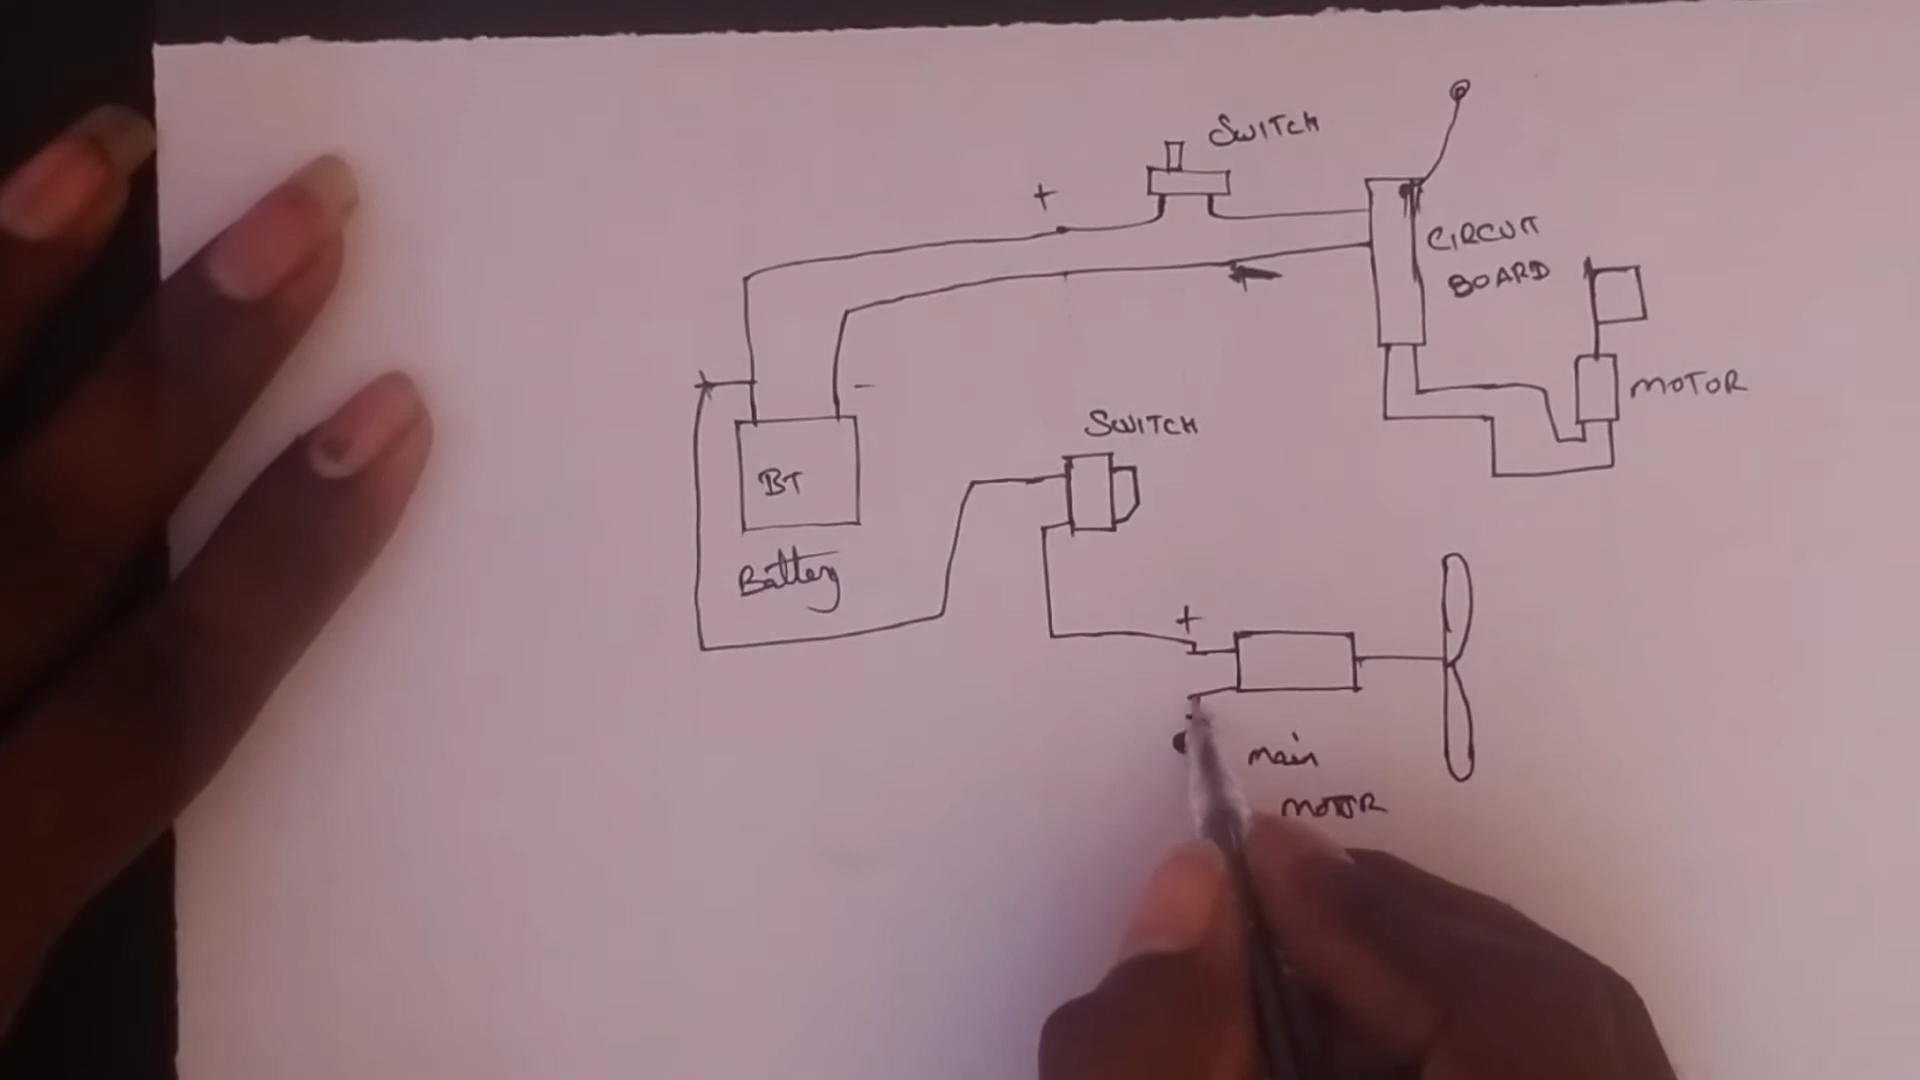 SWITCH
+
CIRCUIT
BOARD
+ -
MOTOR
SWITCH
BT
Battery
+
-
main
MOTOR